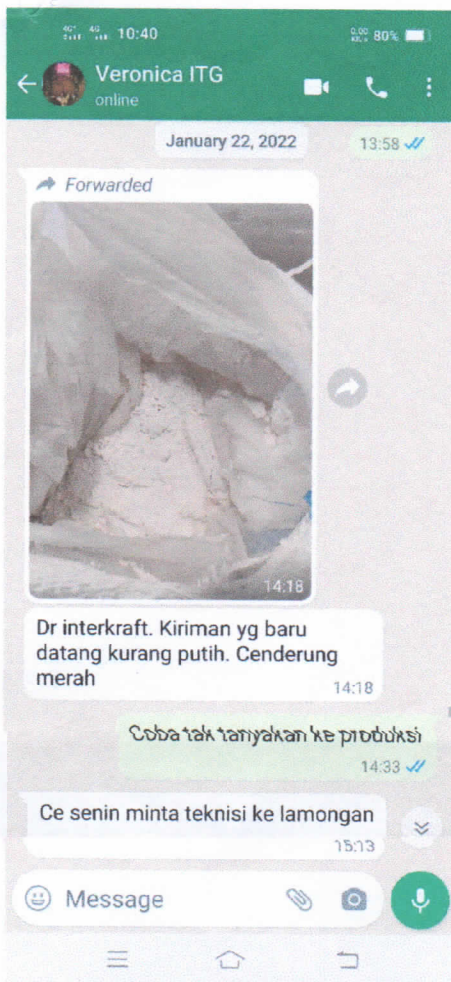 10:40
80%
Veronica ITG
online
January 22, 2022
13:58
Forwarded
14:18
Dr interkraft. Kiriman yg baru
datang kurang putih. Cenderung
merah
14:18
Coba tak tanyakan ke produksi
14:33
Ce senin minta teknisi ke lamongan
15:13
Message